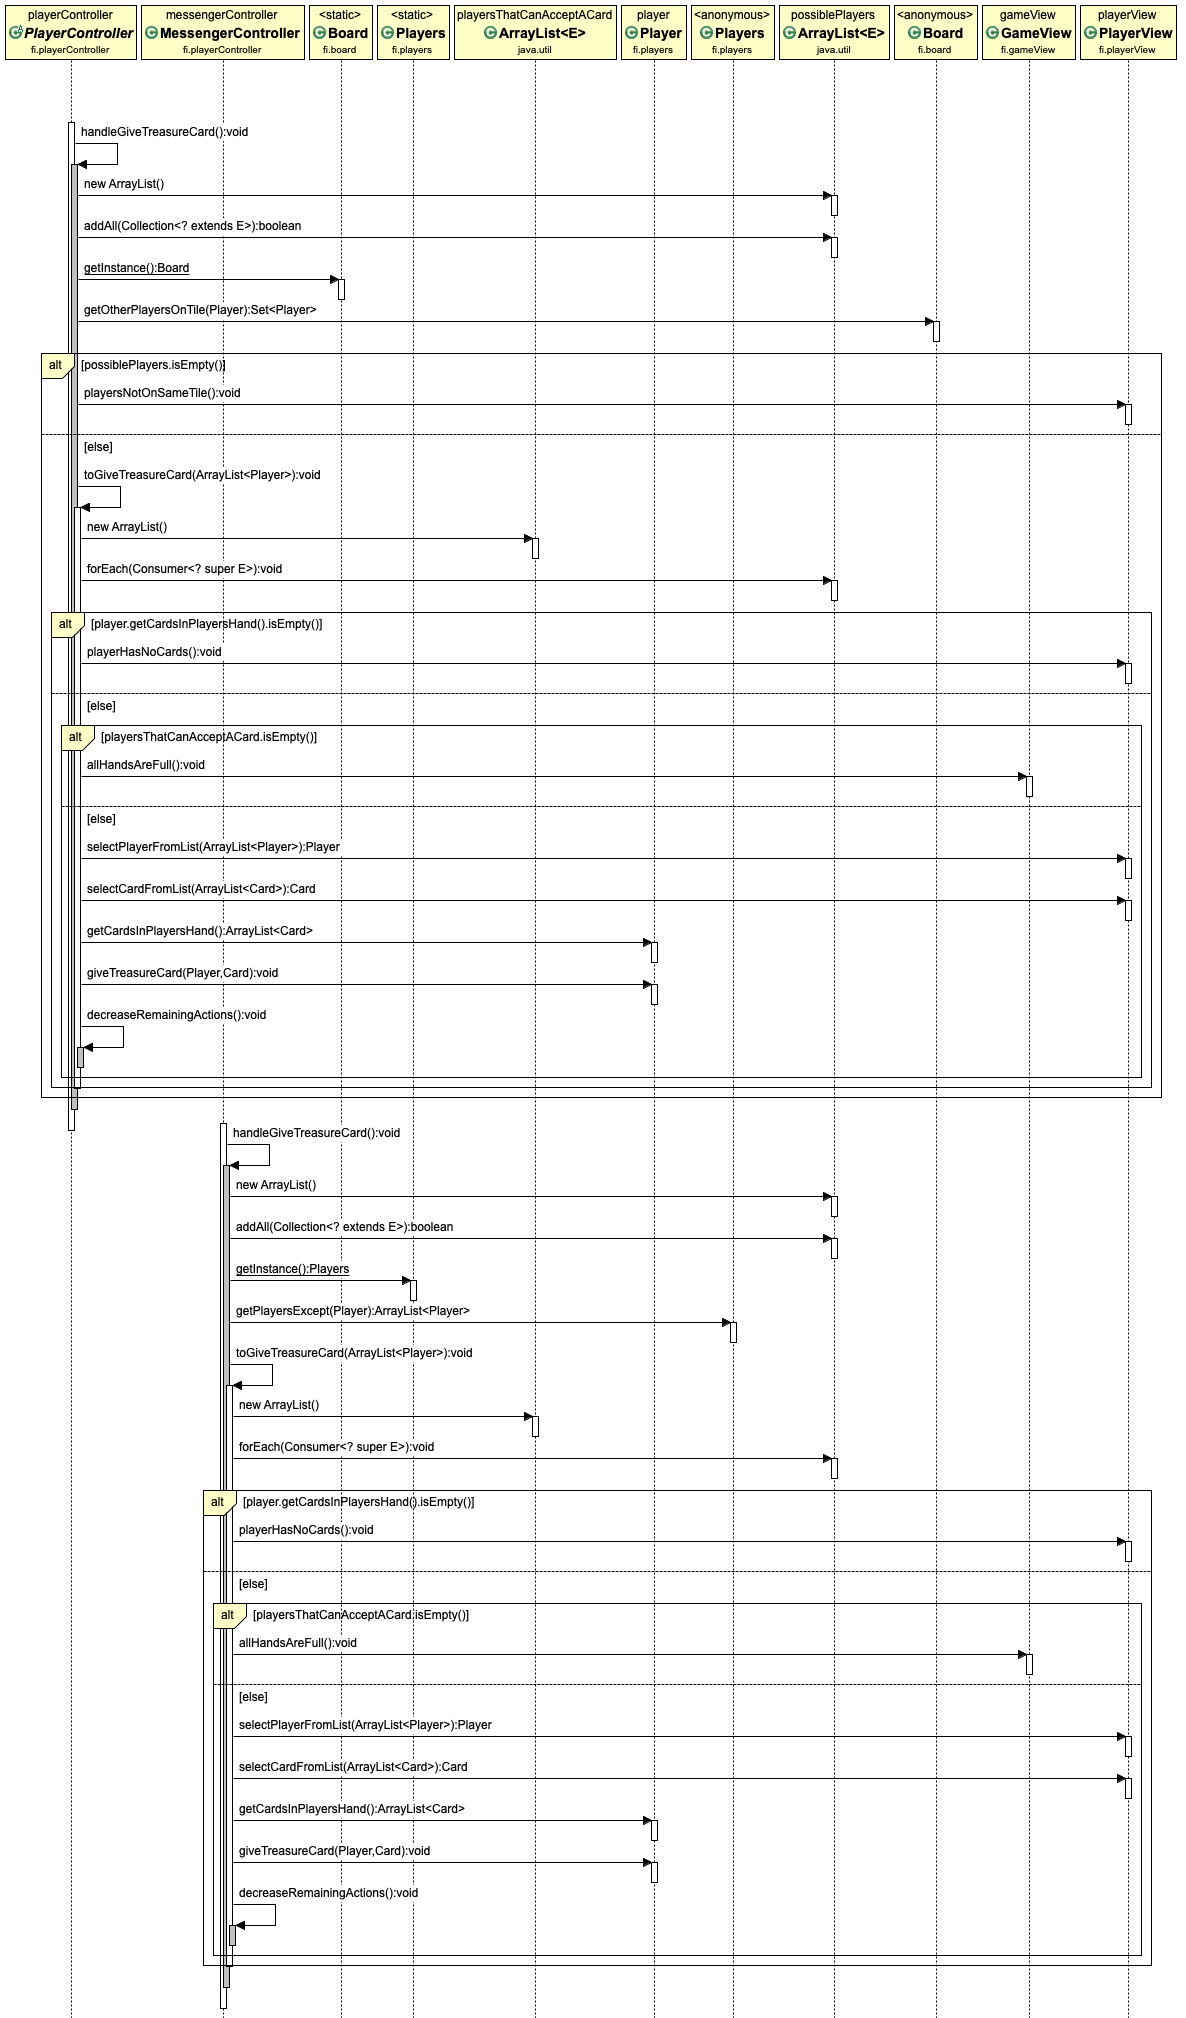 playerController
PlayerController
fi.playerController
messengerController
MessengerController
fi.playerController
<static>
Board
fi.board
<static>
Players
fi.players
playersThatCanAcceptACard
ArrayList<E>
java.util
player
Player
fi.players
<anonymous>
Players
fi.players
possiblePlayers
ArrayList<E>
java.util
<anonymous>
Board
fi.board
gameView
GameView
fi.gameView
playerView
PlayerView
fi.playerView
handleGiveTreasureCard():void
new ArrayList()
addAll(Collection<? extends E>):boolean
getInstance():Board
getOtherPlayersOnTile(Player):Set<Player>
alt [possiblePlayers.isEmpty()]
playersNotOnSameTile():void
[else]
toGiveTreasureCard(ArrayList<Player>):void
new ArrayList()
forEach(Consumer<? super E>):void
alt [player.getCardsInPlayersHand().isEmpty()]
playerHasNoCards():void
[else]
alt [playersThatCanAcceptACard.isEmpty()]
allHandsAreFull():void
[else]
selectPlayerFromList(ArrayList<Player>):Player
selectCardFromList(ArrayList<Card>):Card
getCardsInPlayersHand():ArrayList<Card>
giveTreasureCard(Player,Card):void
decreaseRemainingActions():void
handleGiveTreasureCard():void
new ArrayList()
addAll(Collection<? extends E>):boolean
getInstance():Players
getPlayersExcept(Player):ArrayList<Player>
toGiveTreasureCard(ArrayList<Player>):void
new ArrayList()
forEach(Consumer<? super E>):void
alt [player.getCardsInPlayersHand().isEmpty()]
playerHasNoCards():void
[else]
alt [playersThatCanAcceptACard.isEmpty()]
allHandsAreFull():void
[else]
selectPlayerFromList(ArrayList<Player>):Player
selectCardFromList(ArrayList<Card>):Card
getCardsInPlayersHand():ArrayList<Card>
giveTreasureCard(Player,Card):void
decreaseRemainingActions():void